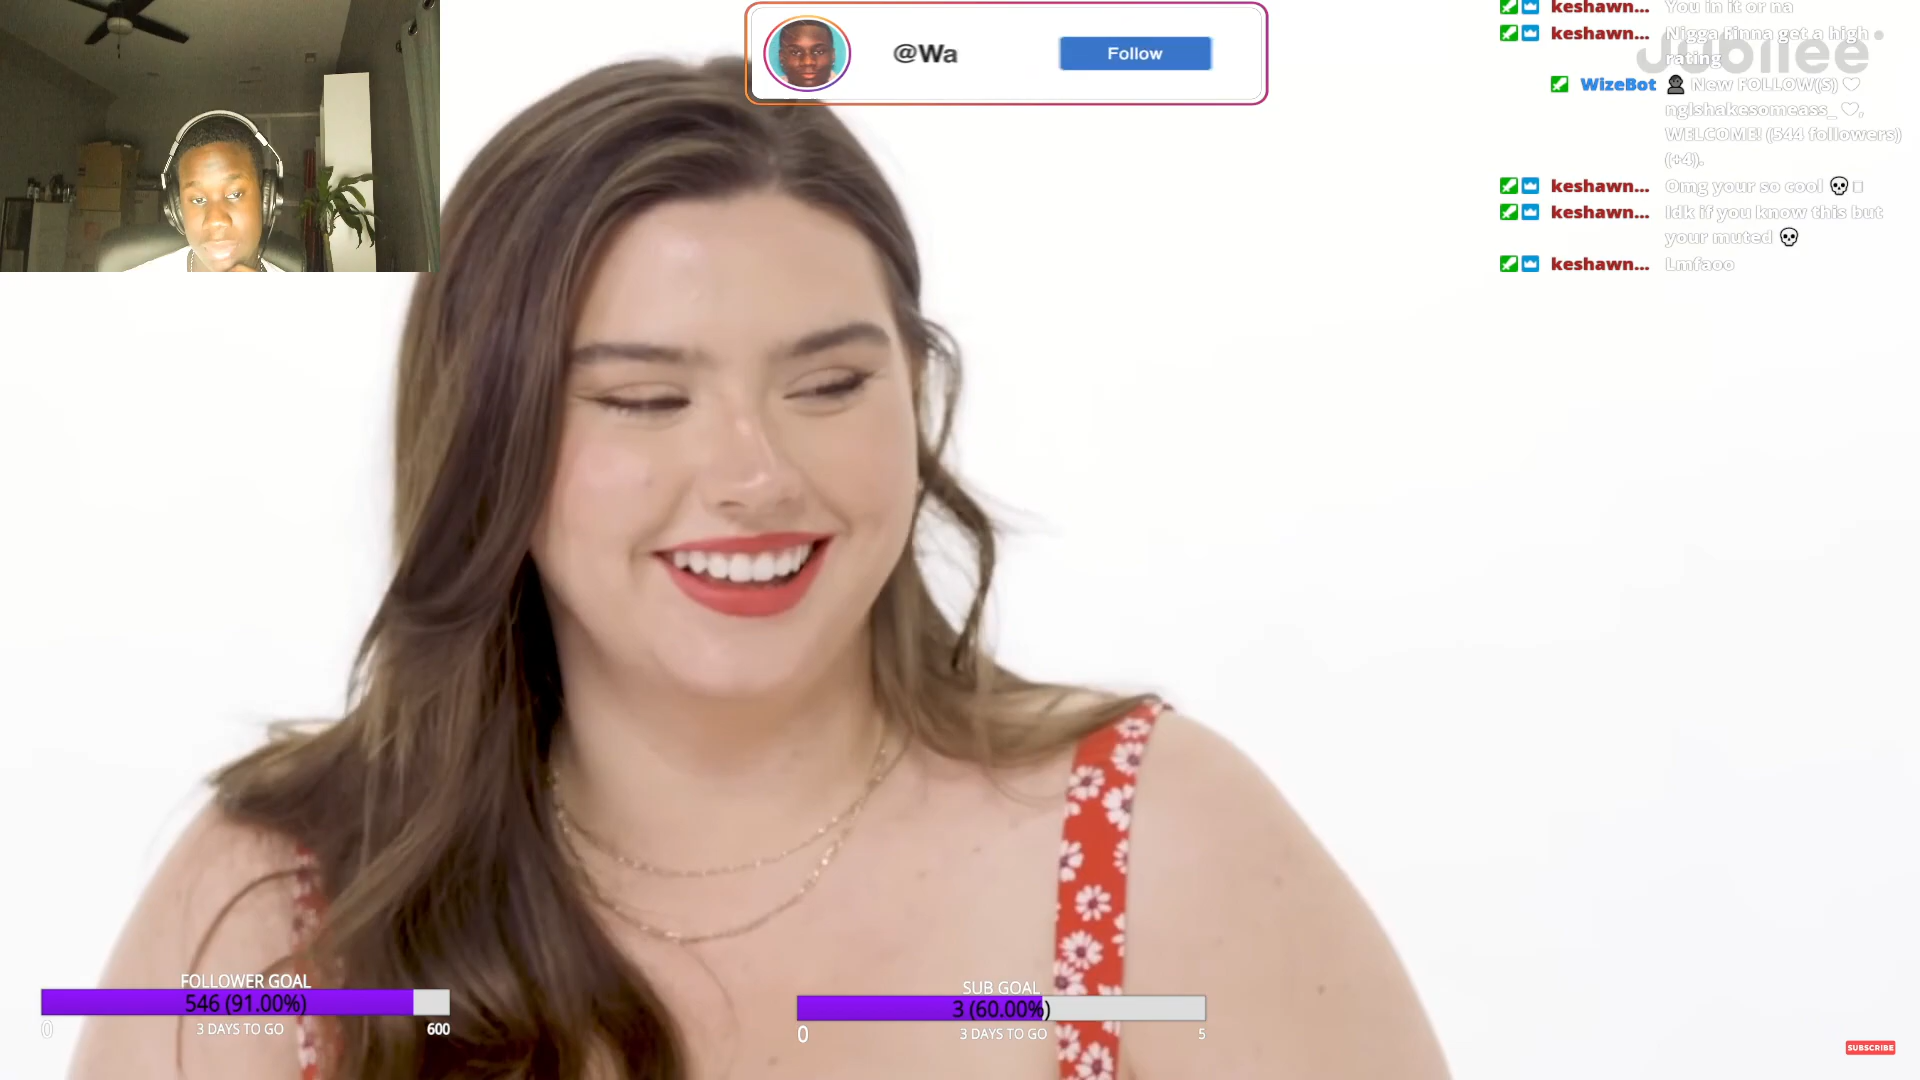 @Wa
Follow
Jubilee
keshawn... You in it or na
keshawn... Nigga Finna get a high
rating
WizeBot New FOLLOW(S)
nglshakesomeass_ ,
WELCOME! (544 followers)
(+4).
keshawn... Omg your so cool 💀
keshawn... Idk if you know this but
your muted 💀
keshawn... Lmfaoo
FOLLOWER GOAL
546 (91.00%)
0 3 DAYS TO GO 600
SUB GOAL
3 (60.00%)
0 3 DAYS TO GO 5
SUBSCRIBE